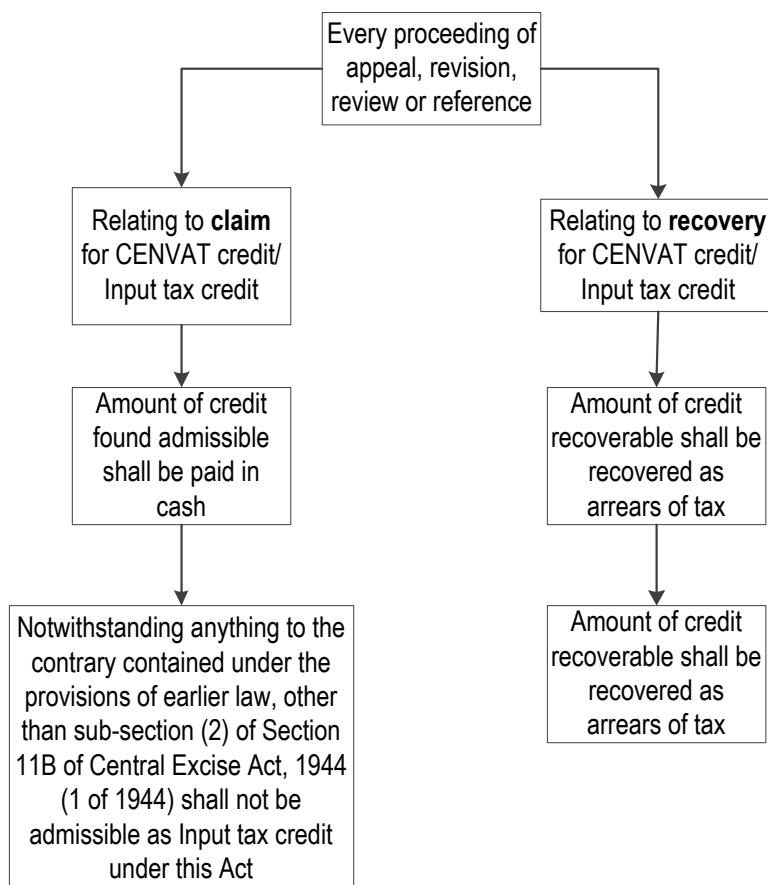 Every proceeding of
appeal, revision,
review or reference
Relating to claim
for CENVAT credit/
Input tax credit
Amount of credit
found admissible
shall be paid in
cash
Notwithstanding anything to the
contrary contained under the
provisions of earlier law, other
than sub-section (2) of Section
11B of Central Excise Act, 1944
(1 of 1944) shall not be
admissible as Input tax credit
under this Act
Relating to recovery
for CENVAT credit/
Input tax credit
Amount of credit
recoverable shall be
recovered as
arrears of tax
Amount of credit
recoverable shall be
recovered as
arrears of tax